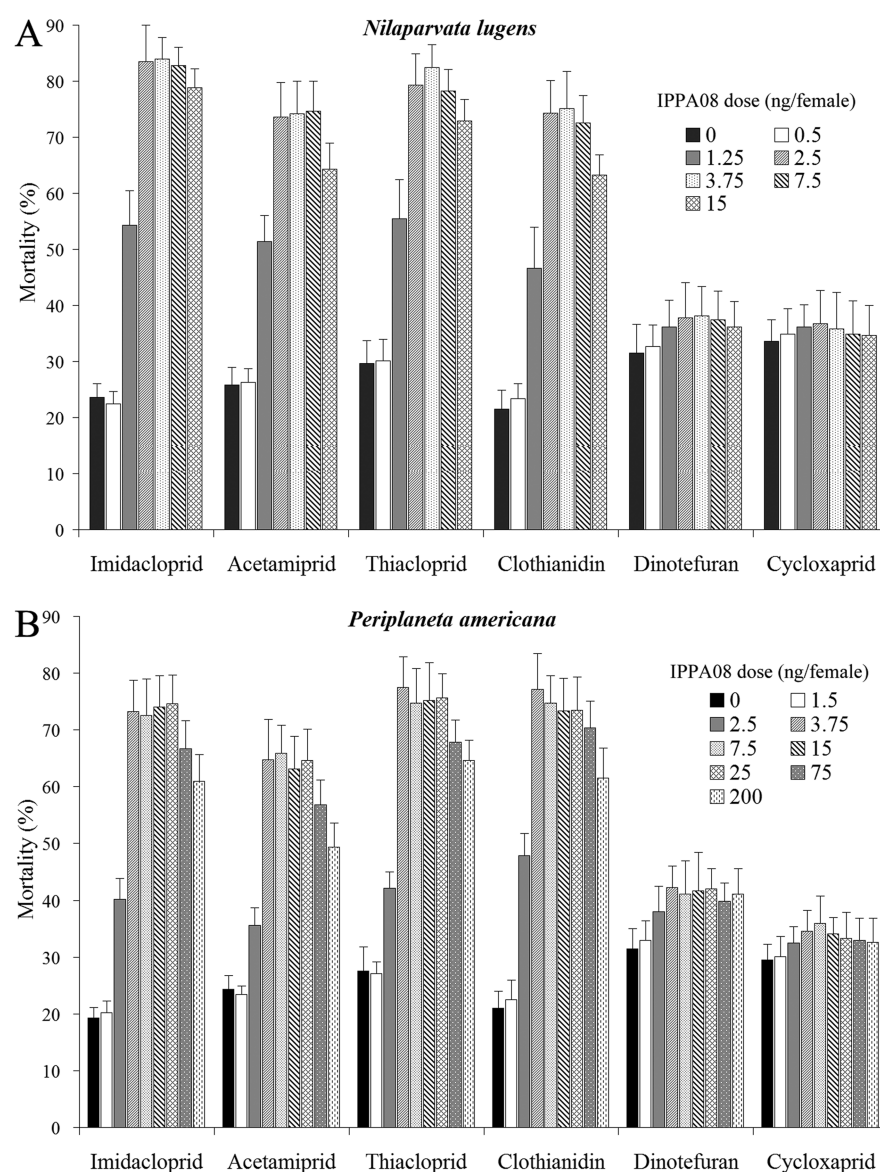 A
Nilaparvata lugens
90
80
70
60
50
40
30
20
10
0
Mortality (%)
IPPA08 dose (ng/female)
0 0.5
1.25 2.5
3.75 7.5
15
Imidacloprid Acetamiprid Thiacloprid Clothianidin Dinotefuran Cycloxaprid
B
Periplaneta americana
90
80
70
60
50
40
30
20
10
0
Mortality (%)
IPPA08 dose (ng/female)
0 1.5
2.5 3.75
7.5 15
25 75
200
Imidacloprid Acetamiprid Thiacloprid Clothianidin Dinotefuran Cycloxaprid